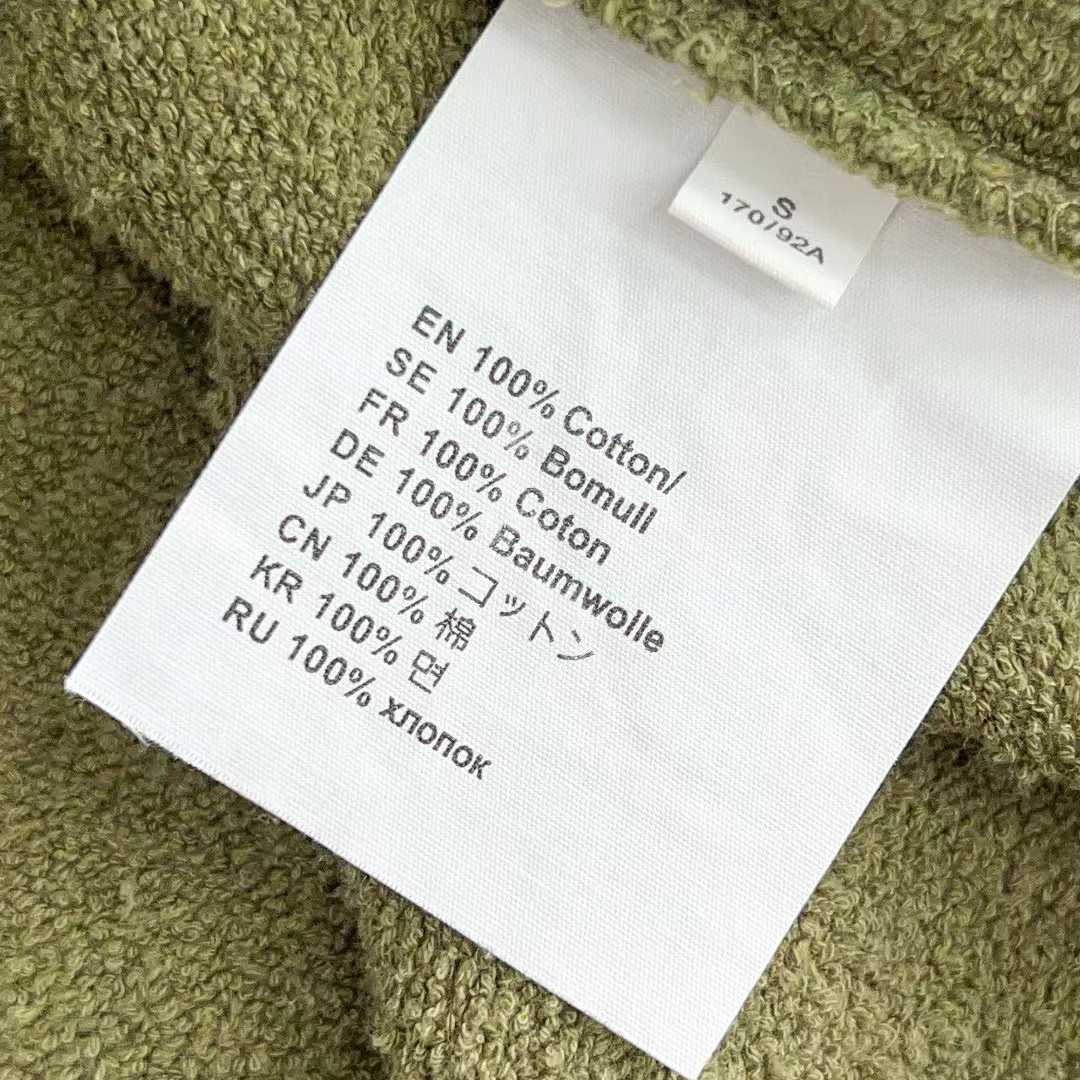 S
170/92A
EN 100% Cotton/
SE 100% Bomull
FR 100% Coton
DE 100% Baumwolle
JP 100% コットン
CN 100% 棉
KR 100% 면
RU 100% хлопок